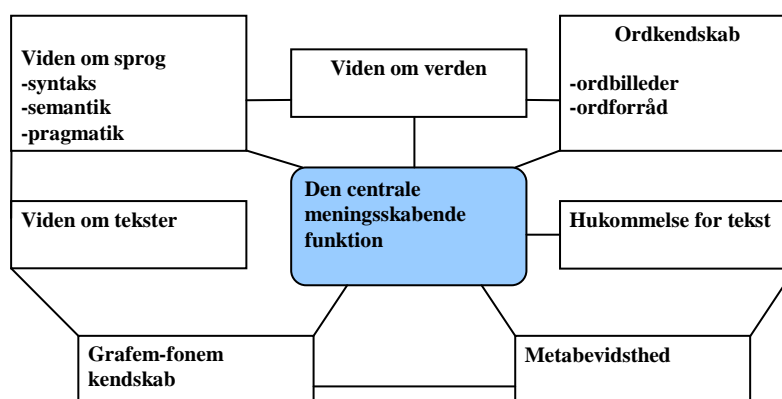 Viden om sprog
-syntaks
-semantik
-pragmatik
Viden om verden
Ordkendskab
-ordbilleder
-ordforråd
Viden om tekster
Den centrale
meningsskabende
funktion
Hukommelse for tekst
Grafem-fonem
kendskab
Metabevidsthed